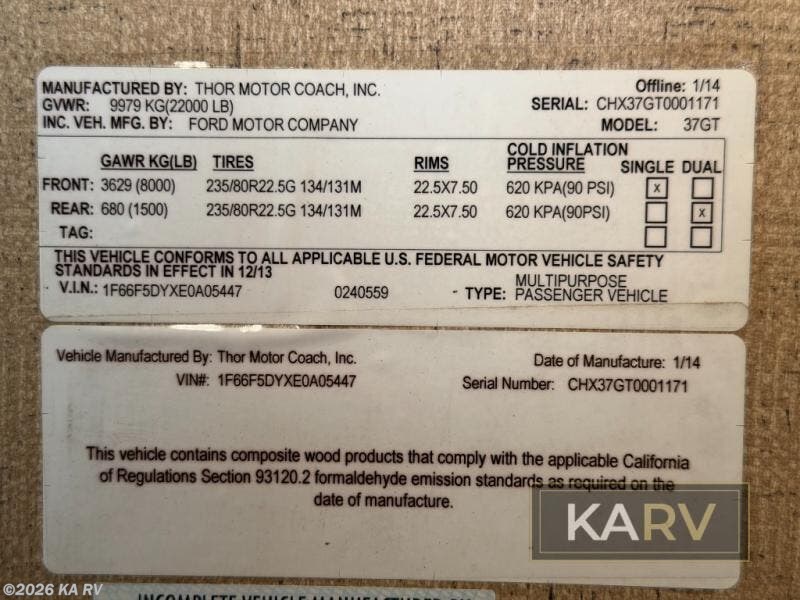 MANUFACTURED BY: THOR MOTOR COACH, INC. Offline: 1/14
GVWR: 9979 KG(22000 LB) SERIAL: CHX37GT0001171
INC. VEH. MFG. BY: FORD MOTOR COMPANY MODEL: 37GT
GAWR KG(LB) TIRES RIMS COLD INFLATION PRESSURE SINGLE DUAL
FRONT: 3629 (8000) 235/80R22.5G 134/131M 22.5X7.50 620 KPA(90 PSI) X
REAR: 680 (1500) 235/80R22.5G 134/131M 22.5X7.50 620 KPA(90PSI) X
TAG:
THIS VEHICLE CONFORMS TO ALL APPLICABLE U.S. FEDERAL MOTOR VEHICLE SAFETY
STANDARDS IN EFFECT IN 12/13
V.I.N.: 1F66F5DYXE0A05447 0240559 - TYPE: MULTIPURPOSE PASSENGER VEHICLE
Vehicle Manufactured By: Thor Motor Coach, Inc. Date of Manufacture: 1/14
VIN#: 1F66F5DYXE0A05447 Serial Number: CHX37GT0001171
This vehicle contains composite wood products that comply with the applicable California
of Regulations Section 93120.2 formaldehyde emission standards as required on the
date of manufacture.
KARV
©2026 KA RV
INCOMPLETE VEHICLE MANUFACTURED BY